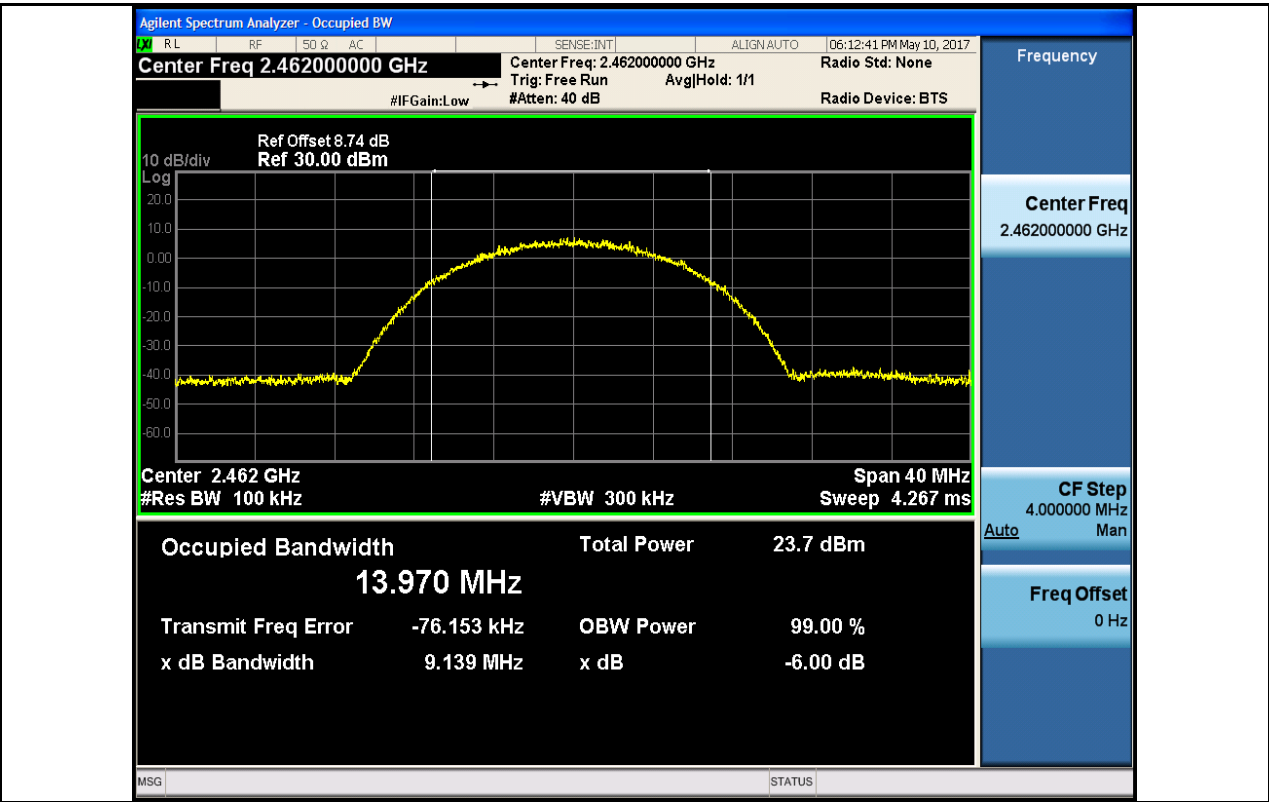 Agilent Spectrum Analyzer - Occupied BW
LXI RL RF 50 Ω AC SENSE:INT ALIGN AUTO 06:12:41 PM May 10, 2017
Center Freq 2.462000000 GHz
Center Freq: 2.462000000 GHz Radio Std: None
Trig: Free Run Avg|Hold: 1/1
#IFGain:Low #Atten: 40 dB Radio Device: BTS
Ref Offset 8.74 dB
10 dB/div Ref 30.00 dBm
Log
20.0
10.0
0.00
-10.0
-20.0
-30.0
-40.0
-50.0
-60.0
Center 2.462 GHz Span 40 MHz
#Res BW 100 kHz #VBW 300 kHz Sweep 4.267 ms
Occupied Bandwidth Total Power 23.7 dBm
13.970 MHz
Transmit Freq Error -76.153 kHz OBW Power 99.00 %
x dB Bandwidth 9.139 MHz x dB -6.00 dB
MSG STATUS
Frequency
Center Freq
2.462000000 GHz
CF Step
4.000000 MHz
Auto Man
Freq Offset
0 Hz